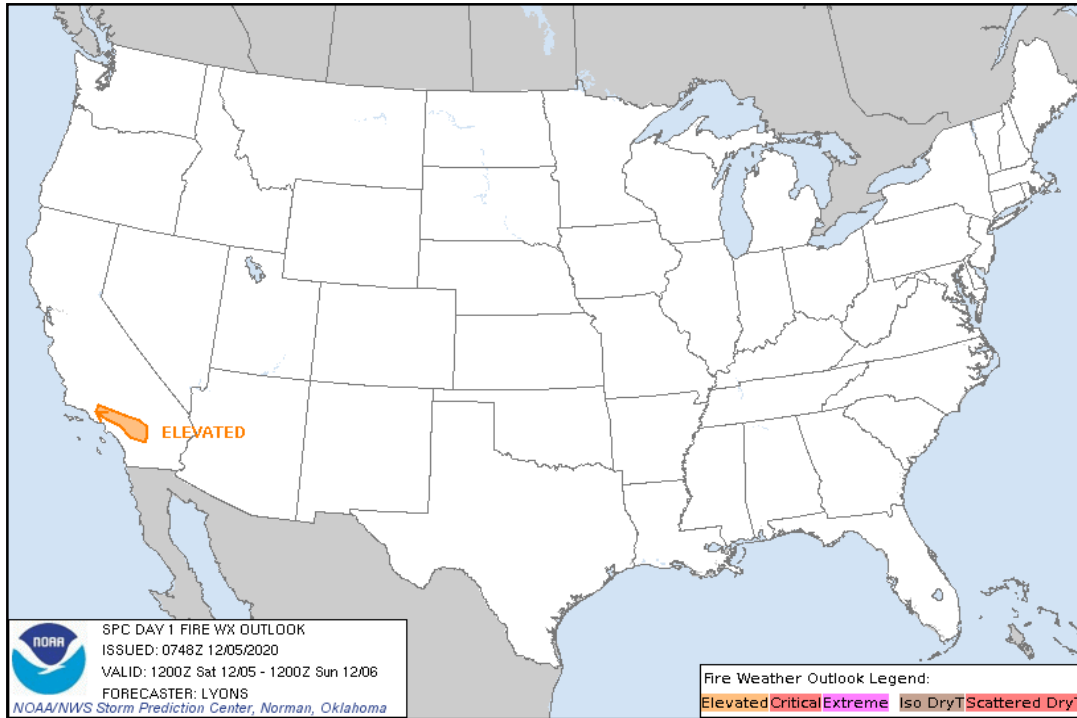 ELEVATED
NOAA
SPC DAY 1 FIRE WX OUTLOOK
ISSUED: 0748Z 12/05/2020
VALID: 1200Z Sat 12/05 - 1200Z Sun 12/06
FORECASTER: LYONS
NOAA/NWS Storm Prediction Center, Norman, Oklahoma
Fire Weather Outlook Legend:
Elevated Critical Extreme Iso DryT Scattered DryT